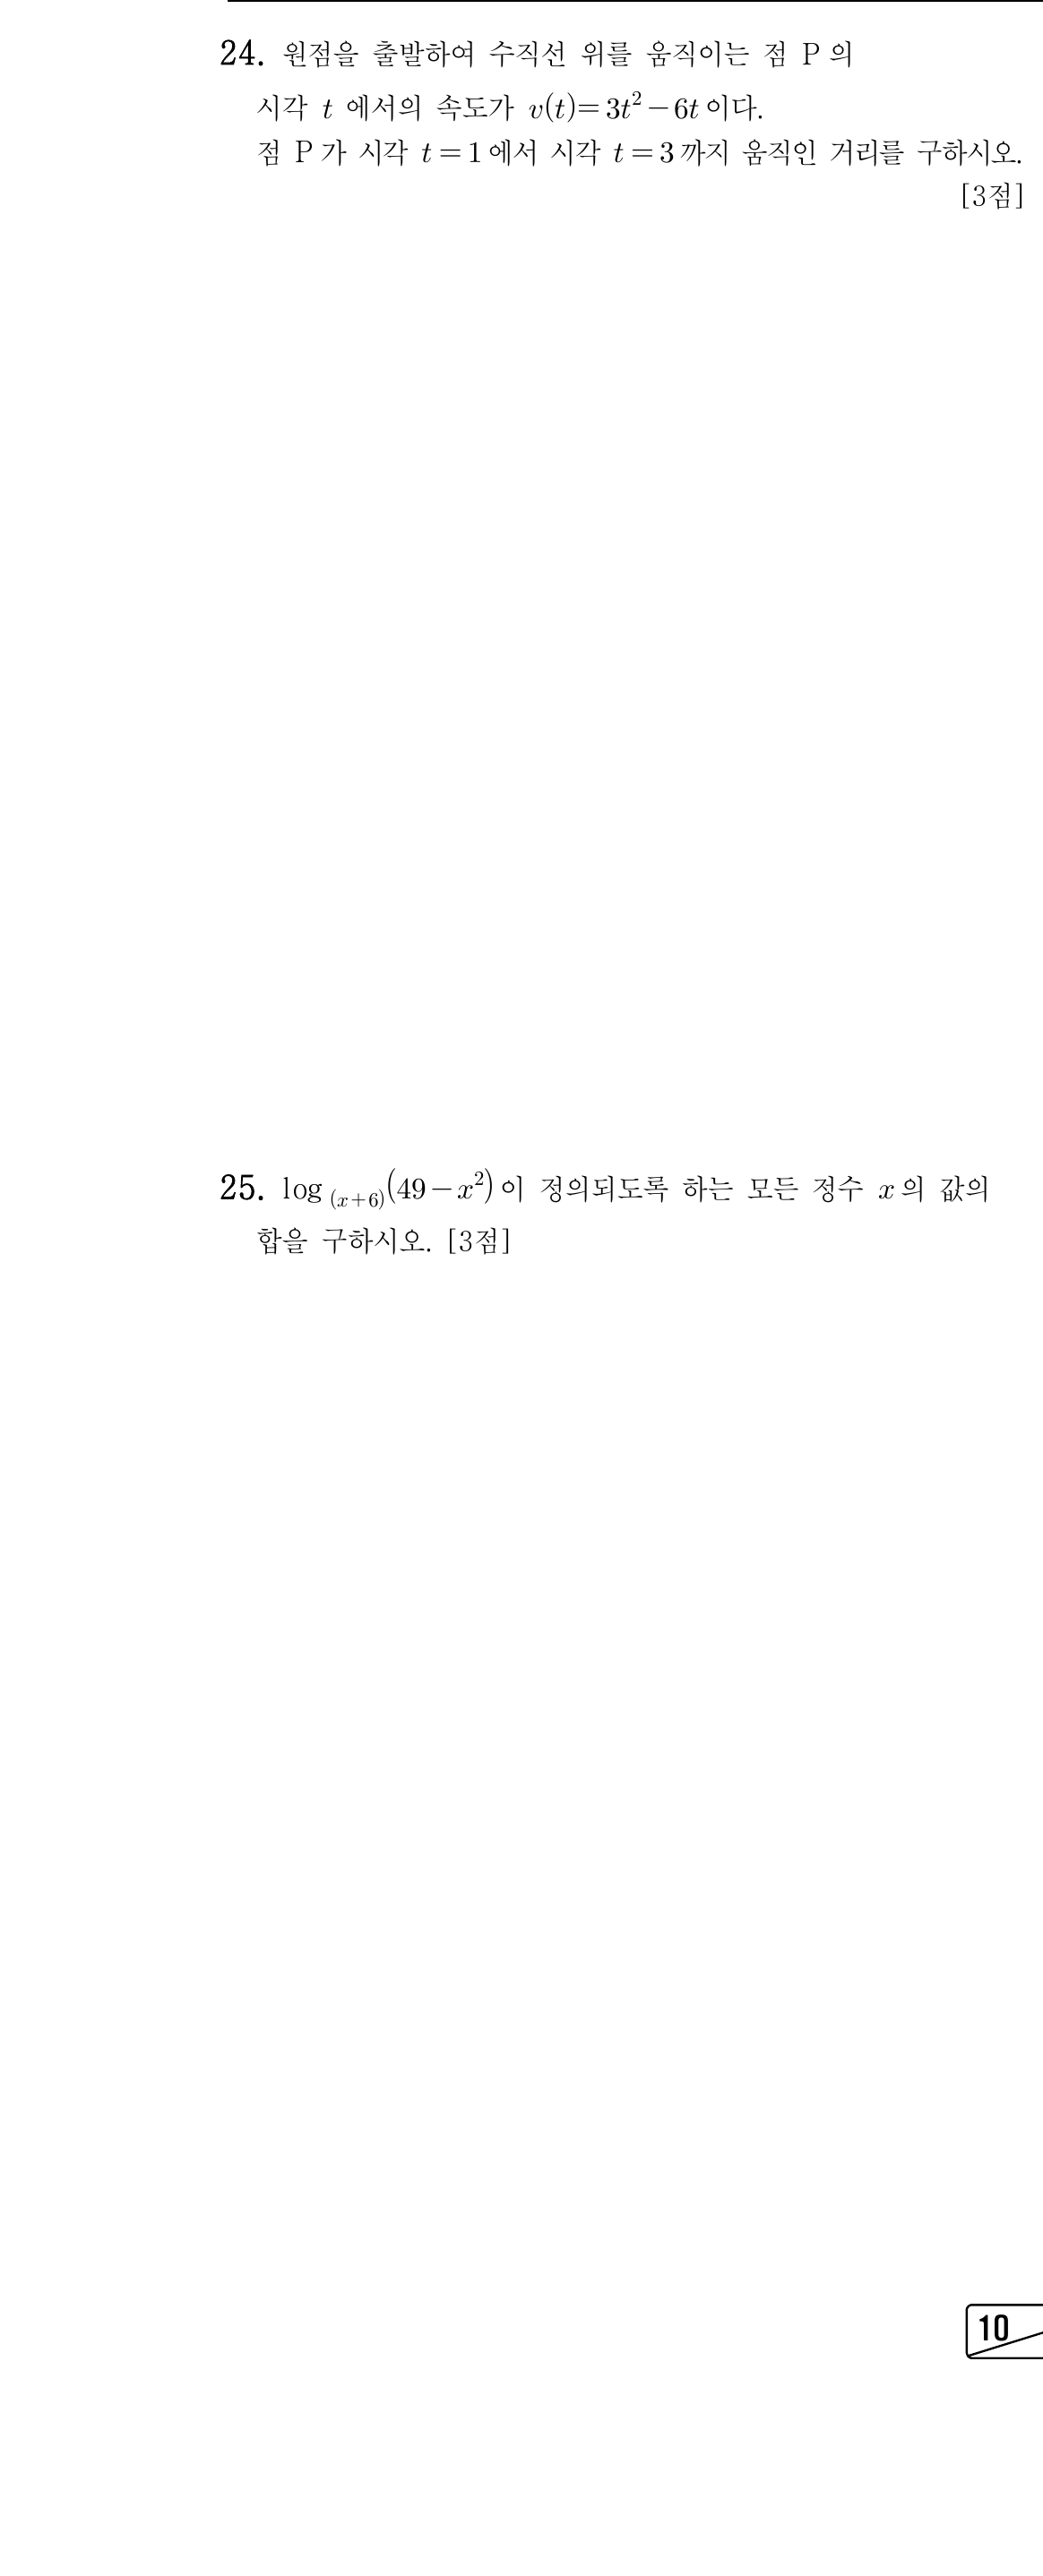 24. 원점을 출발하여 수직선 위를 움직이는 점 P의
시각 t에서의 속도가 v(t)=3t²−6t이다.
점 P가 시각 t=1에서 시각 t=3까지 움직인 거리를 구하시오.
[3점]
25. log₍ₓ₊₆₎(49−x²)이 정의되도록 하는 모든 정수 x의 값의
합을 구하시오. [3점]
10